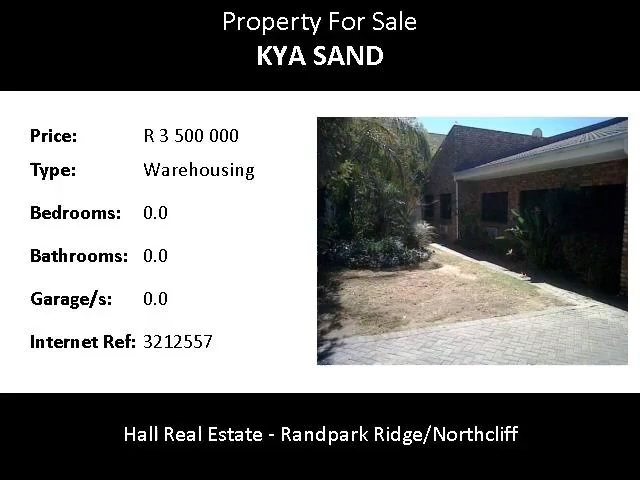 Property For Sale
KYA SAND
Price: R 3 500 000
Type: Warehousing
Bedrooms: 0.0
Bathrooms: 0.0
Garage/s: 0.0
Internet Ref: 3212557
Hall Real Estate - Randpark Ridge/Northcliff